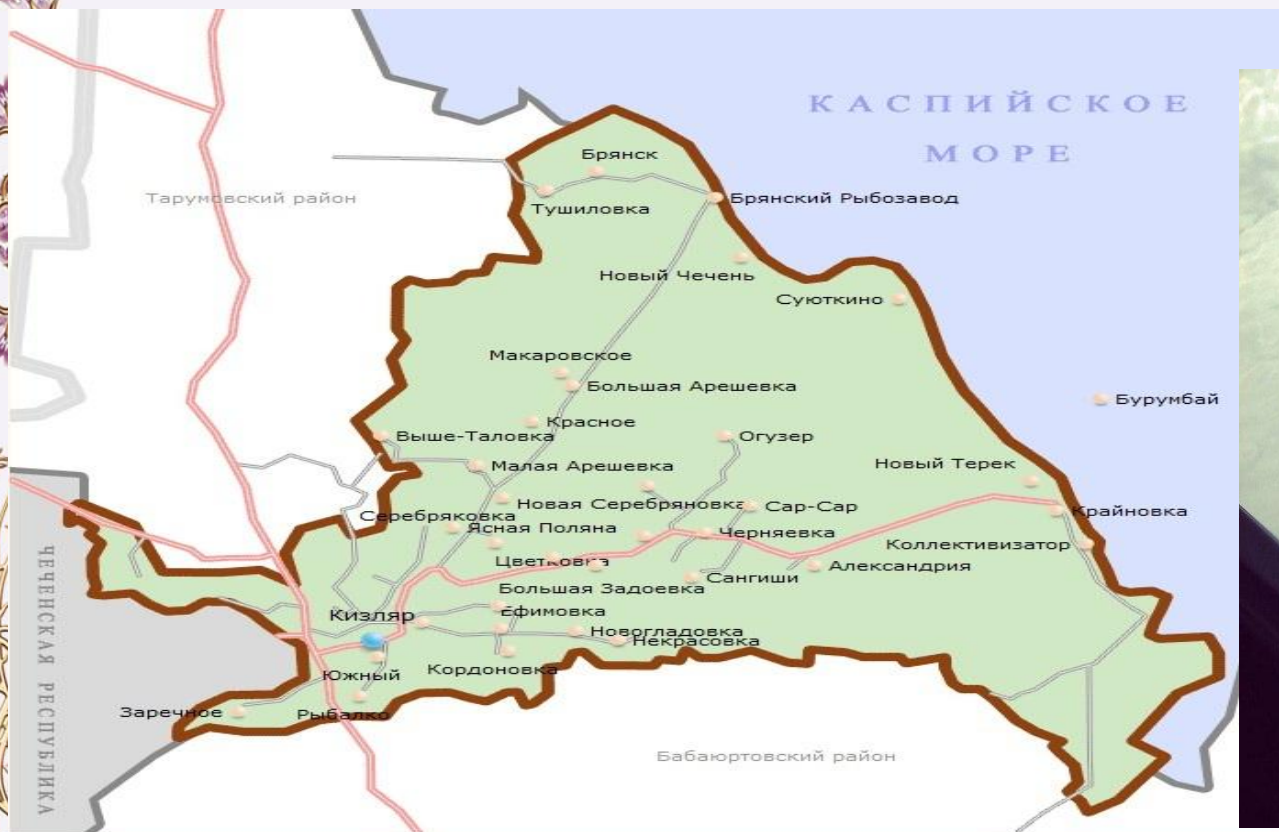 КАСПИЙСКОЕ
МОРЕ
Брянск
Тарумовский район
Брянский Рыбозавод
Тушиловка
Новый Чечень
Суюткино
Макаровское
Большая Арешевка
Бурумбай
Красное
Выше-Таловка
Огузер
Малая Арешевка
Новый Терек
Новая Серебряновка
Сар-Сар
Крайновка
Серебряковка
Ясная Поляна
Черняевка
Коллективизатор
Цветковка
Александрия
Сангиши
Большая Задоевка
Ефимовка
Кизляр
Новогладовка
Некрасовка
Кордоновка
Южный
Заречное
Рыбалко
Бабаюртовский район
ЧЕЧЕНСКАЯ РЕСПУБЛИКА